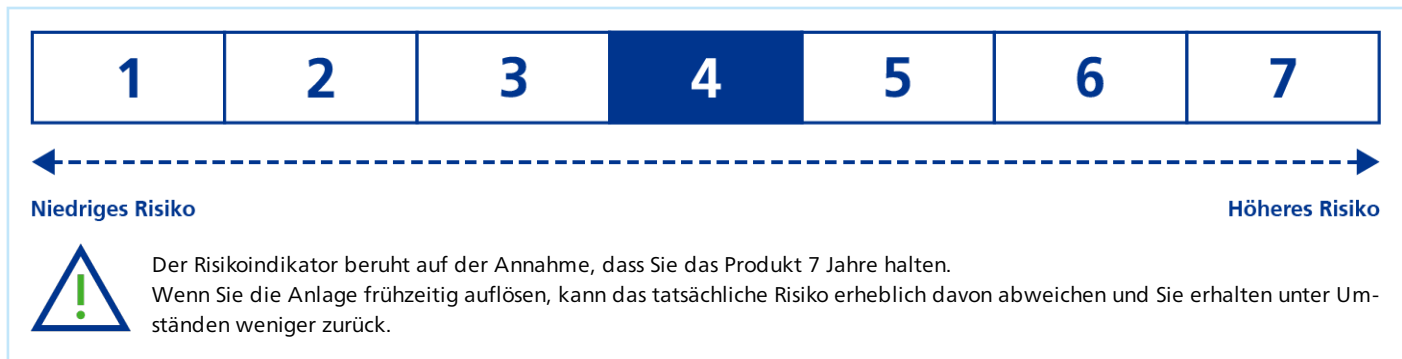 1 2 3 4 5 6 7
Niedriges Risiko Höheres Risiko
Der Risikoindikator beruht auf der Annahme, dass Sie das Produkt 7 Jahre halten.
Wenn Sie die Anlage frühzeitig auflösen, kann das tatsächliche Risiko erheblich davon abweichen und Sie erhalten unter Um-
ständen weniger zurück.